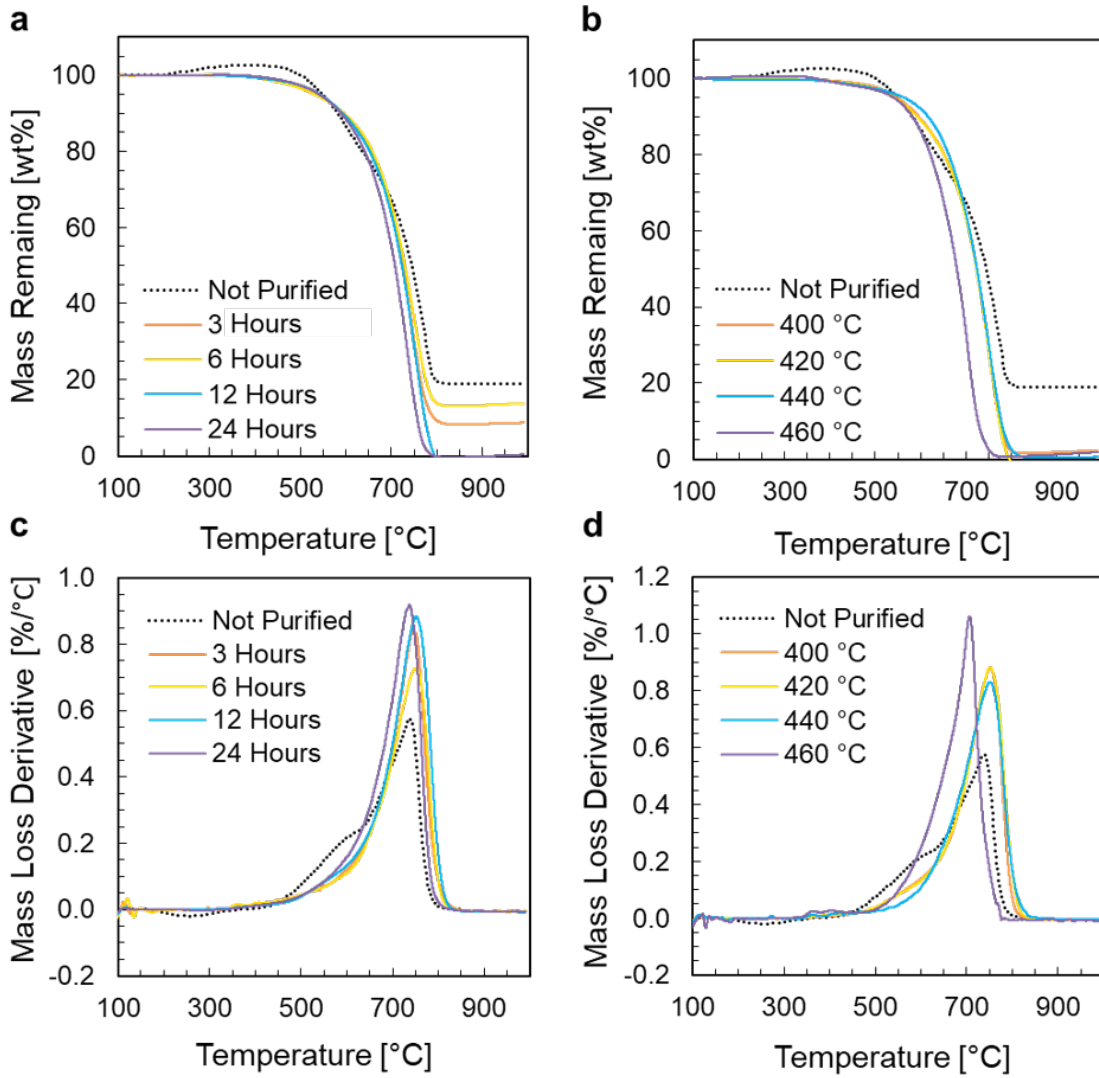 a
Mass Remaing [wt%]
100
80
60
40
20
0
Not Purified
3 Hours
6 Hours
12 Hours
24 Hours
100 300 500 700 900
Temperature [°C]
b
Mass Remaing [wt%]
100
80
60
40
20
0
Not Purified
400 °C
420 °C
440 °C
460 °C
100 300 500 700 900
Temperature [°C]
c
Mass Loss Derivative [%/°C]
1.0
0.8
0.6
0.4
0.2
0.0
-0.2
Not Purified
3 Hours
6 Hours
12 Hours
24 Hours
100 300 500 700 900
Temperature [°C]
d
Mass Loss Derivative [%/°C]
1.2
1.0
0.8
0.6
0.4
0.2
0.0
-0.2
Not Purified
400 °C
420 °C
440 °C
460 °C
100 300 500 700 900
Temperature [°C]